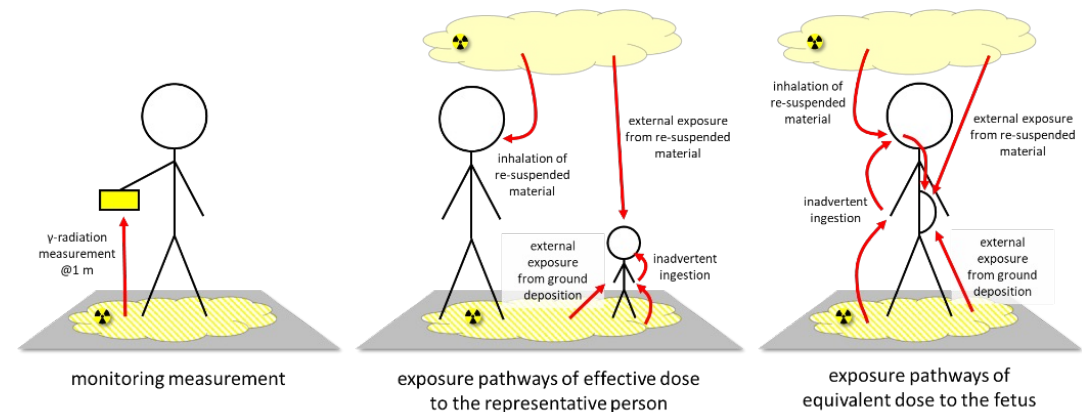 γ-radiation
measurement
@1 m
monitoring measurement
inhalation of
re-suspended
material
external exposure
from re-suspended
material
external
exposure
from ground
deposition
inadvertent
ingestion
exposure pathways of effective dose
to the representative person
inhalation of
re-suspended
material
external exposure
from re-suspended
material
inadvertent
ingestion
external
exposure
from ground
deposition
exposure pathways of
equivalent dose to the fetus